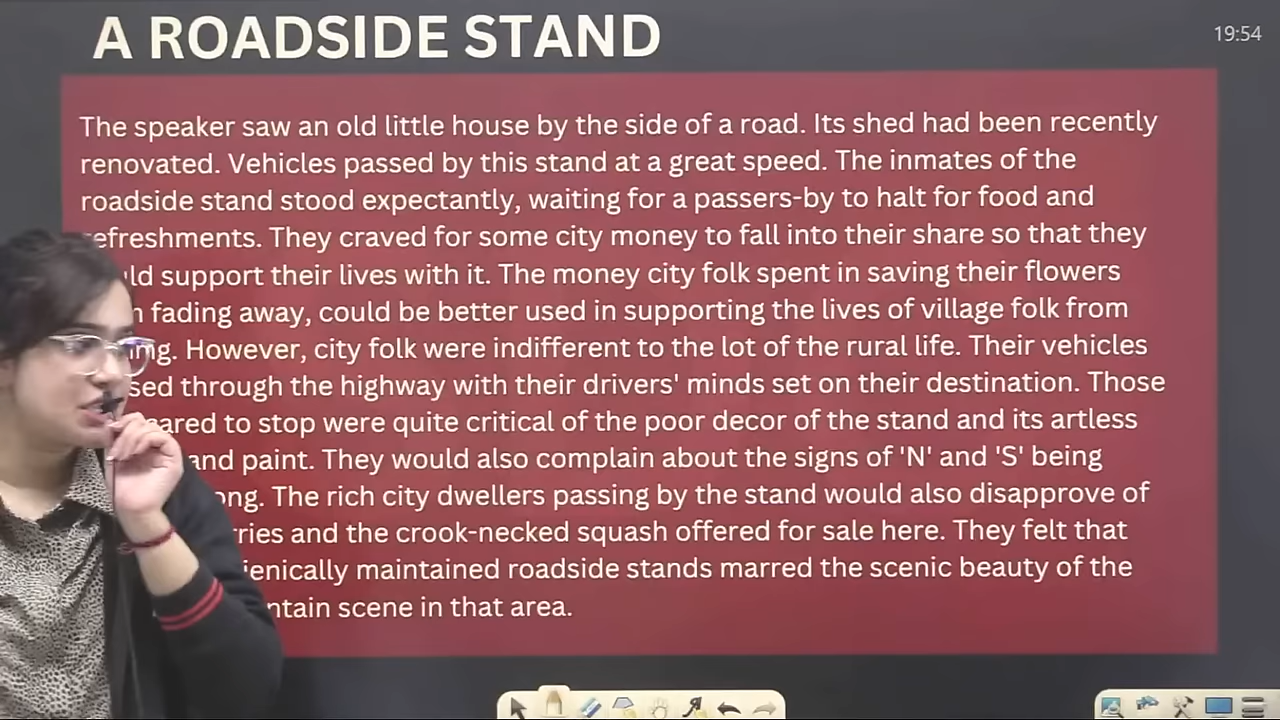 A ROADSIDE STAND
19:54
The speaker saw an old little house by the side of a road. Its shed had been recently
renovated. Vehicles passed by this stand at a great speed. The inmates of the
roadside stand stood expectantly, waiting for a passers-by to halt for food and
refreshments. They craved for some city money to fall into their share so that they
support their lives with it. The money city folk spent in saving their flowers
fading away, could be better used in supporting the lives of village folk from
However, city folk were indifferent to the lot of the rural life. Their vehicles
through the highway with their drivers' minds set on their destination. Those
to stop were quite critical of the poor decor of the stand and its artless
and paint. They would also complain about the signs of 'N' and 'S' being
The rich city dwellers passing by the stand would also disapprove of
and the crook-necked squash offered for sale here. They felt that
maintained roadside stands marred the scenic beauty of the
scene in that area.